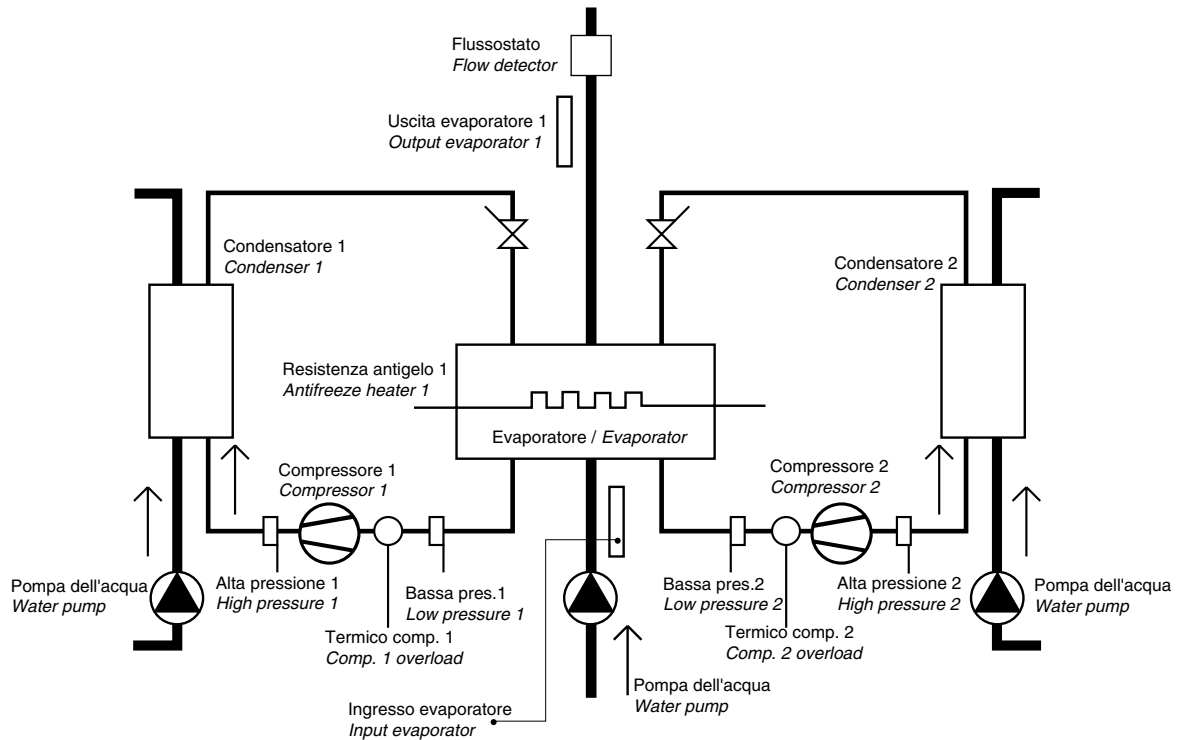 Flussostato
Flow detector
Uscita evaporatore 1
Output evaporator 1
Condensatore 1
Condenser 1
Condensatore 2
Condenser 2
Resistenza antigelo 1
Antifreeze heater 1
Evaporatore / Evaporator
Compressore 1
Compressor 1
Compressore 2
Compressor 2
Pompa dell'acqua
Water pump
Alta pressione 1
High pressure 1
Bassa pres.1
Low pressure 1
Termico comp. 1
Comp. 1 overload
Bassa pres.2
Low pressure 2
Alta pressione 2
High pressure 2
Termico comp. 2
Comp. 2 overload
Pompa dell'acqua
Water pump
Pompa dell'acqua
Water pump
Ingresso evaporatore
Input evaporator